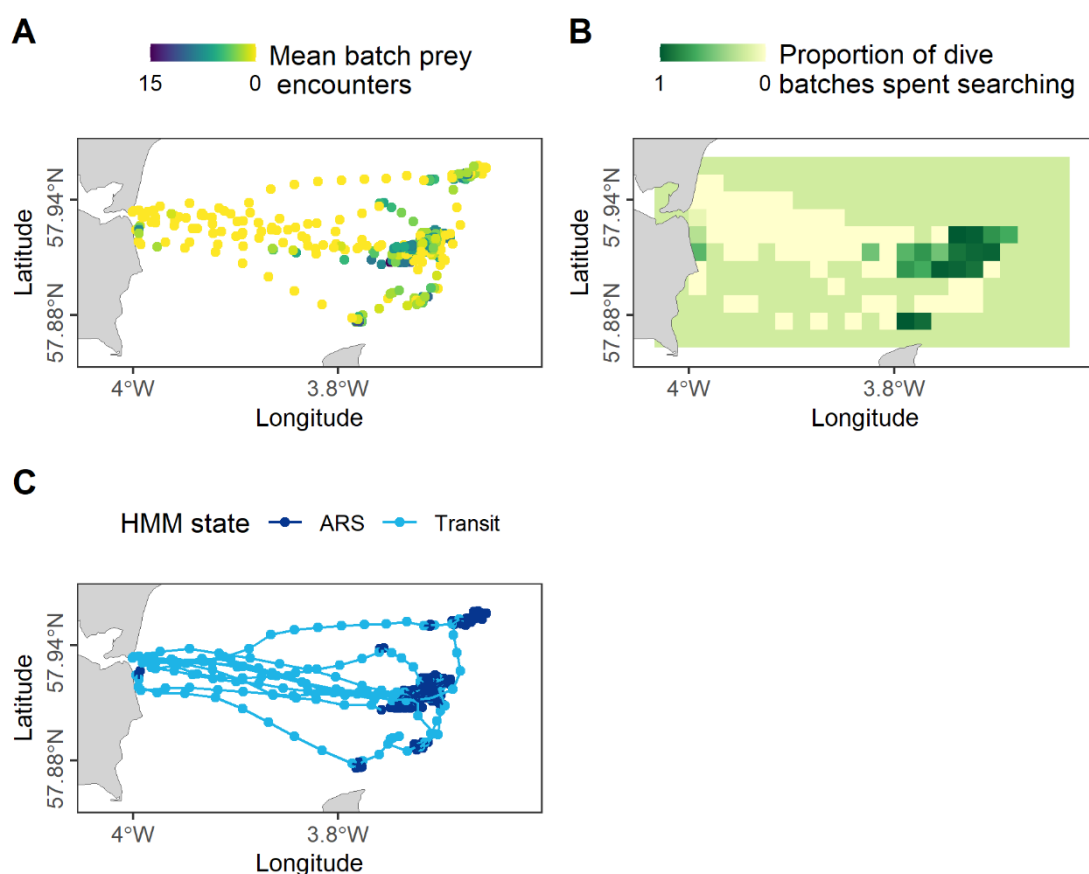 A
Mean batch prey
encounters
15
0
57.94°N
57.88°N
Latitude
4°W
3.8°W
Longitude
B
Proportion of dive
batches spent searching
1
0
57.94°N
57.88°N
Latitude
4°W
3.8°W
Longitude
C
HMM state
ARS
Transit
57.94°N
57.88°N
Latitude
4°W
3.8°W
Longitude